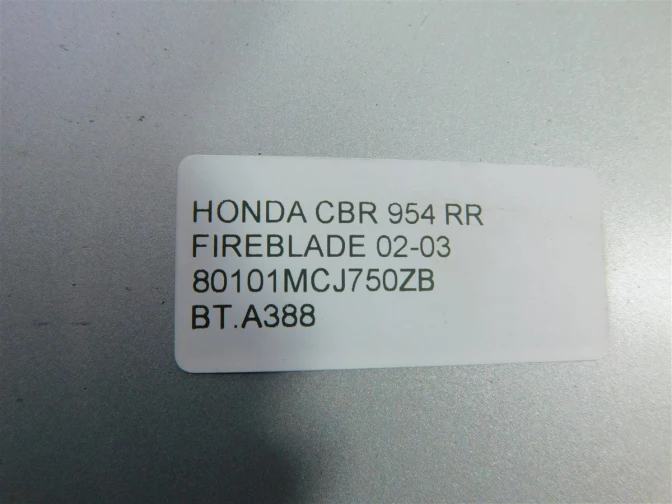 HONDA CBR 954 RR
FIREBLADE 02-03
80101MCJ750ZB
BT.A388